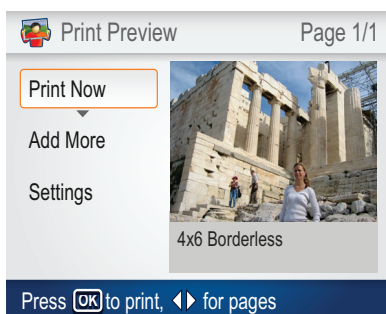 Print Preview
Page 1/1
Print Now
Add More
Settings
4x6 Borderless
Press OK to print, for pages